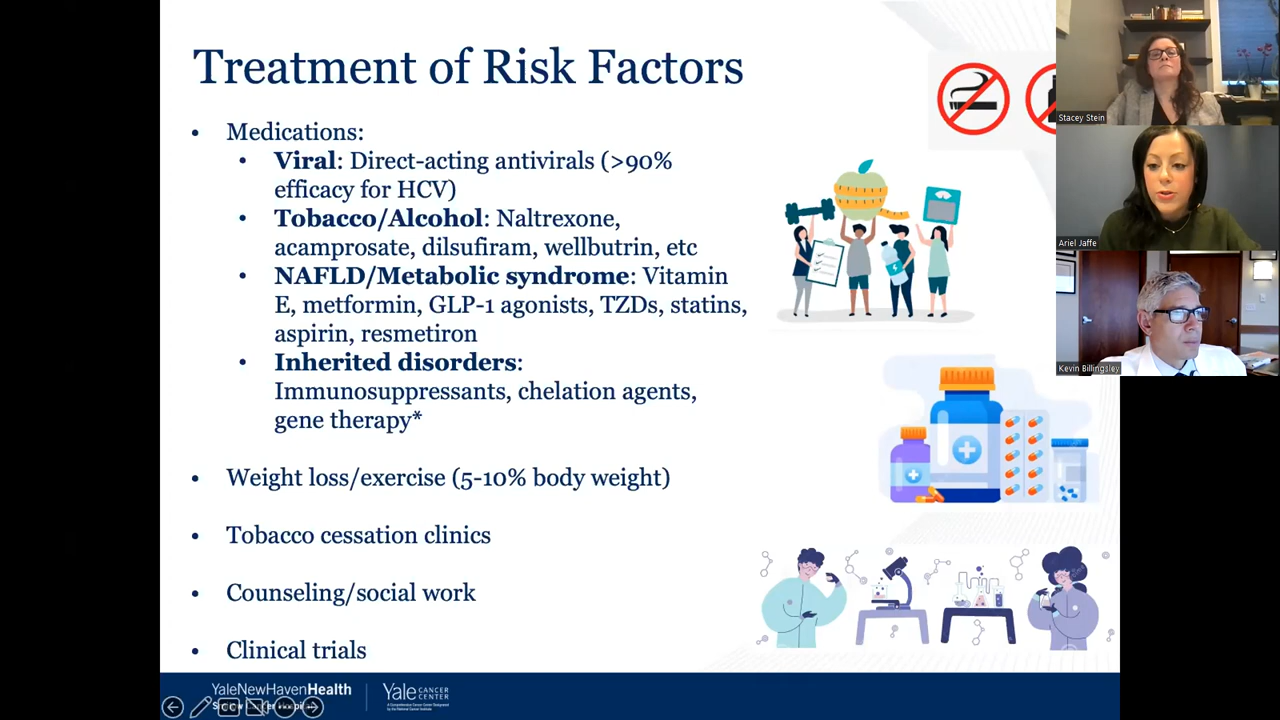 Treatment of Risk Factors
• Medications:
• Viral: Direct-acting antivirals (>90%
efficacy for HCV)
• Tobacco/Alcohol: Naltrexone,
acamprosate, dilsufiram, wellbutrin, etc
• NAFLD/Metabolic syndrome: Vitamin
E, metformin, GLP-1 agonists, TZDs, statins,
aspirin, resmetiron
• Inherited disorders:
Immunosuppressants, chelation agents,
gene therapy*
• Weight loss/exercise (5-10% body weight)
• Tobacco cessation clinics
• Counseling/social work
• Clinical trials
Stacey Stein
Ariel Jaffe
Kevin Billingsley
YaleNewHavenHealth
Yale CANCER
CENTER